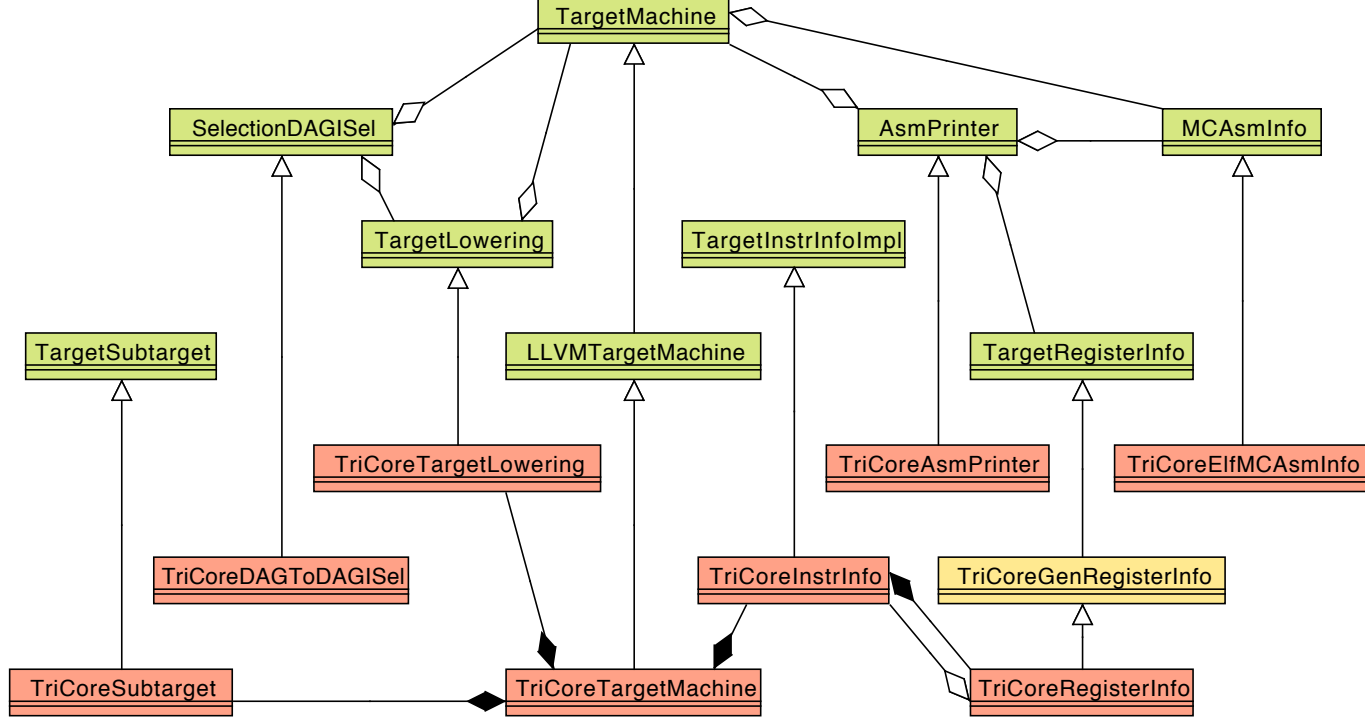 TargetMachine
SelectionDAGISel
AsmPrinter
MCAsmInfo
TargetLowering
TargetInstrInfoImpl
TargetSubtarget
LLVMTargetMachine
TargetRegisterInfo
TriCoreTargetLowering
TriCoreAsmPrinter
TriCoreElfMCAsmInfo
TriCoreDAGToDAGISel
TriCoreInstrInfo
TriCoreGenRegisterInfo
TriCoreSubtarget
TriCoreTargetMachine
TriCoreRegisterInfo